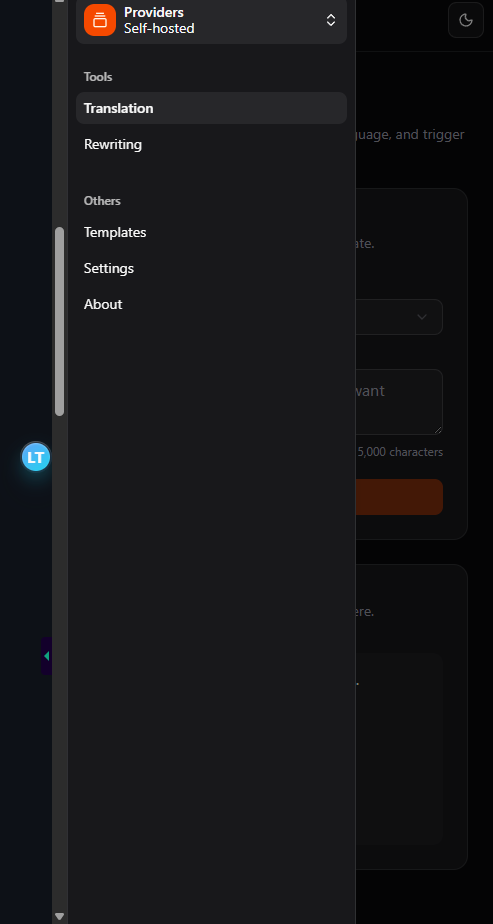 Providers
Self-hosted
Tools
Translation
guage, and trigger
Rewriting
Others
Templates
ate.
Settings
About
want
5,000 characters
LT
ere.